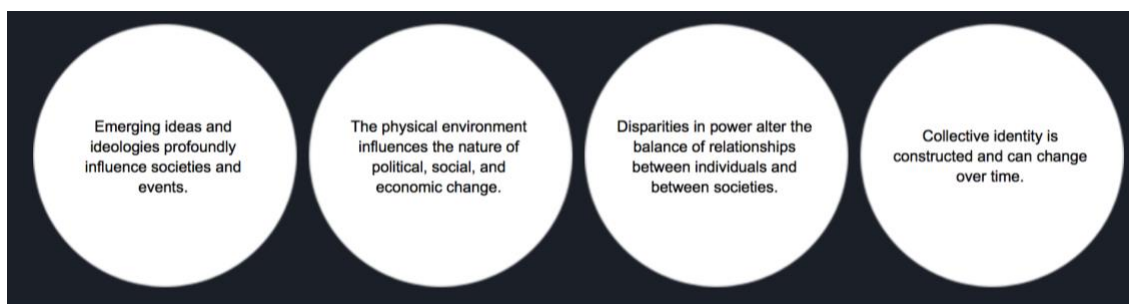 Emerging ideas and
ideologies profoundly
influence societies and
events.
The physical environment
influences the nature of
political, social, and
economic change.
Disparities in power alter the
balance of relationships
between individuals and
between societies.
Collective identity is
constructed and can change
over time.